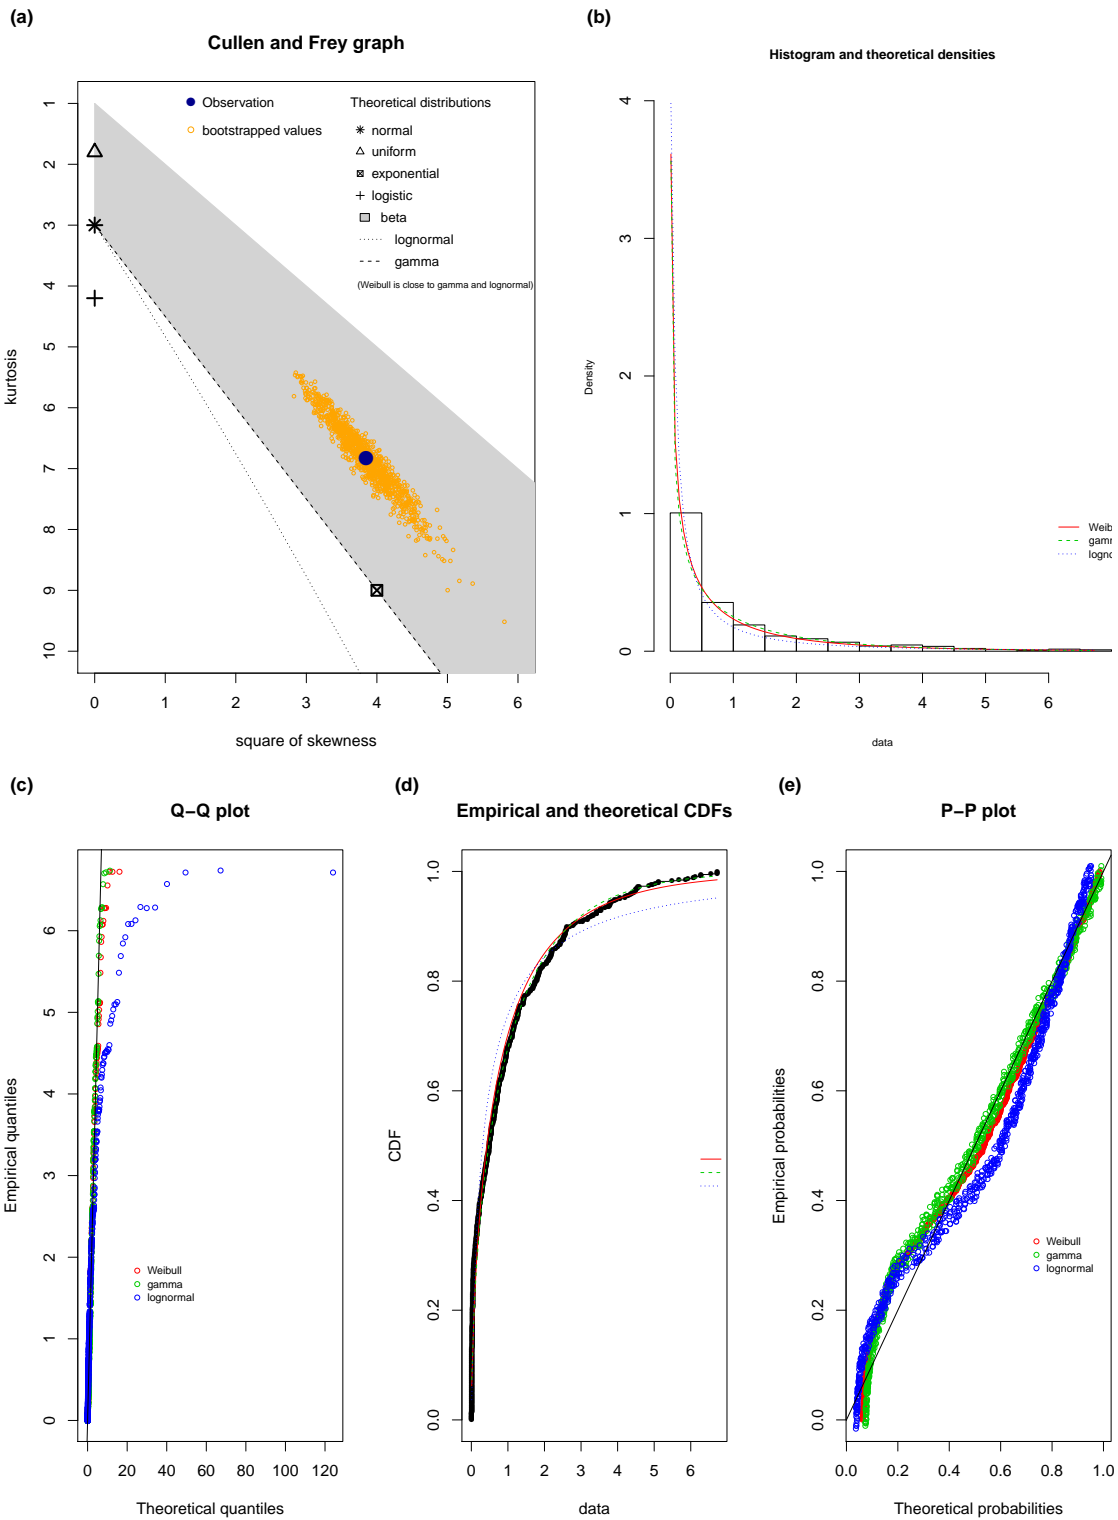 (a)
Cullen and Frey graph
Observation
bootstrapped values
Theoretical distributions
normal
uniform
exponential
logistic
beta
lognormal
gamma
(Weibull is close to gamma and lognormal)
kurtosis
1
2
3
4
5
6
7
8
9
10
0 1 2 3 4 5 6
square of skewness
(b)
Histogram and theoretical densities
Density
4
3
2
1
0
Weib
gamm
logno
0 1 2 3 4 5 6
data
(c)
Q–Q plot
Empirical quantiles
6
5
4
3
2
1
0
Weibull
gamma
lognormal
0 20 40 60 80 100 120
Theoretical quantiles
(d)
Empirical and theoretical CDFs
CDF
1.0
0.8
0.6
0.4
0.2
0.0
0 1 2 3 4 5 6
data
(e)
P–P plot
Empirical probabilities
1.0
0.8
0.6
0.4
0.2
0.0
Weibull
gamma
lognormal
0.0 0.2 0.4 0.6 0.8 1.0
Theoretical probabilities